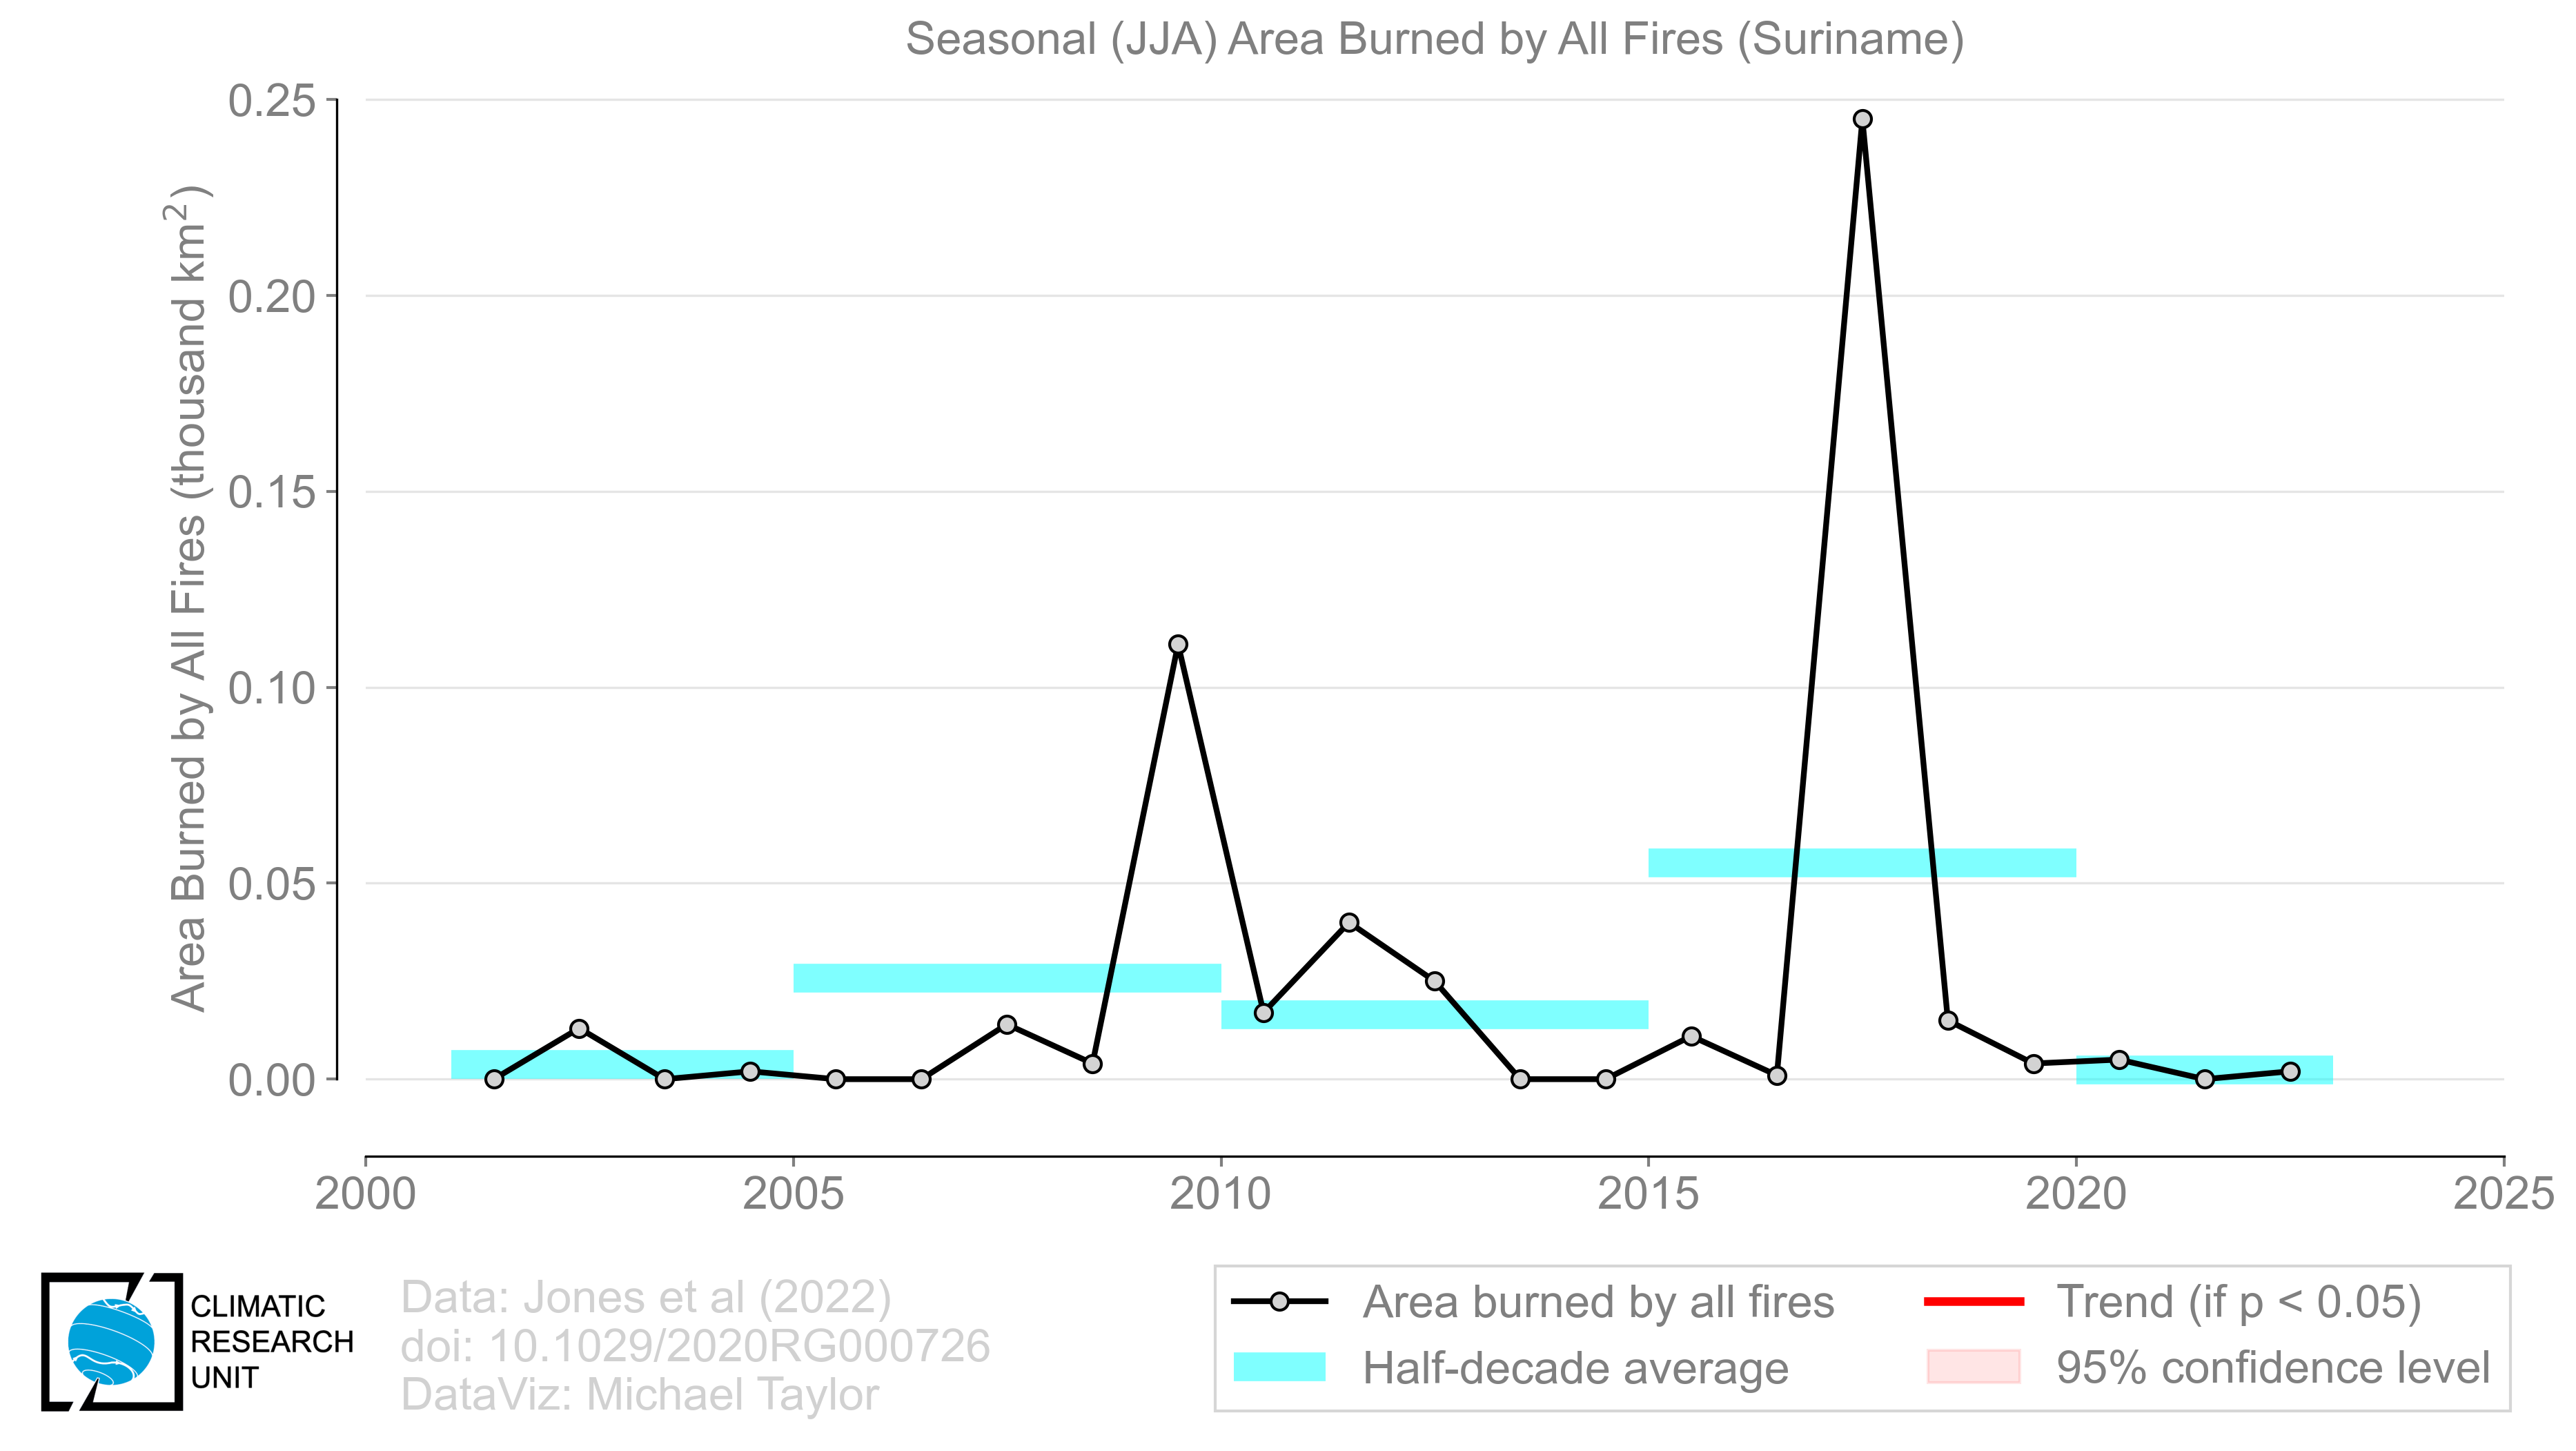 Seasonal (JJA) Area Burned by All Fires (Suriname)
Area Burned by All Fires (thousand km²)
0.25
0.20
0.15
0.10
0.05
0.00
2000 2005 2010 2015 2020 2025
CLIMATIC
RESEARCH
UNIT
Data: Jones et al (2022)
doi: 10.1029/2020RG000726
DataViz: Michael Taylor
Area burned by all fires
Half-decade average
Trend (if p < 0.05)
95% confidence level